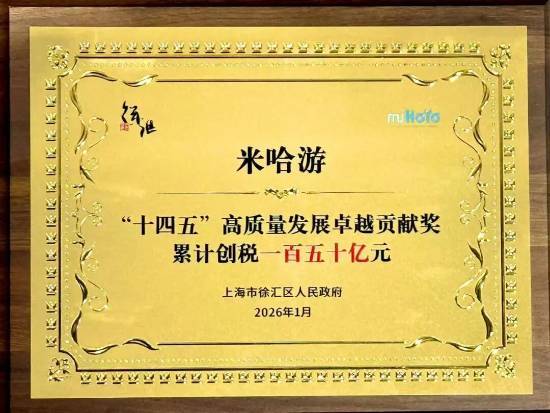 徐汇
miHoYo
米哈游
“十四五”高质量发展卓越贡献奖
累计创税一百五十亿元
上海市徐汇区人民政府
2026年1月